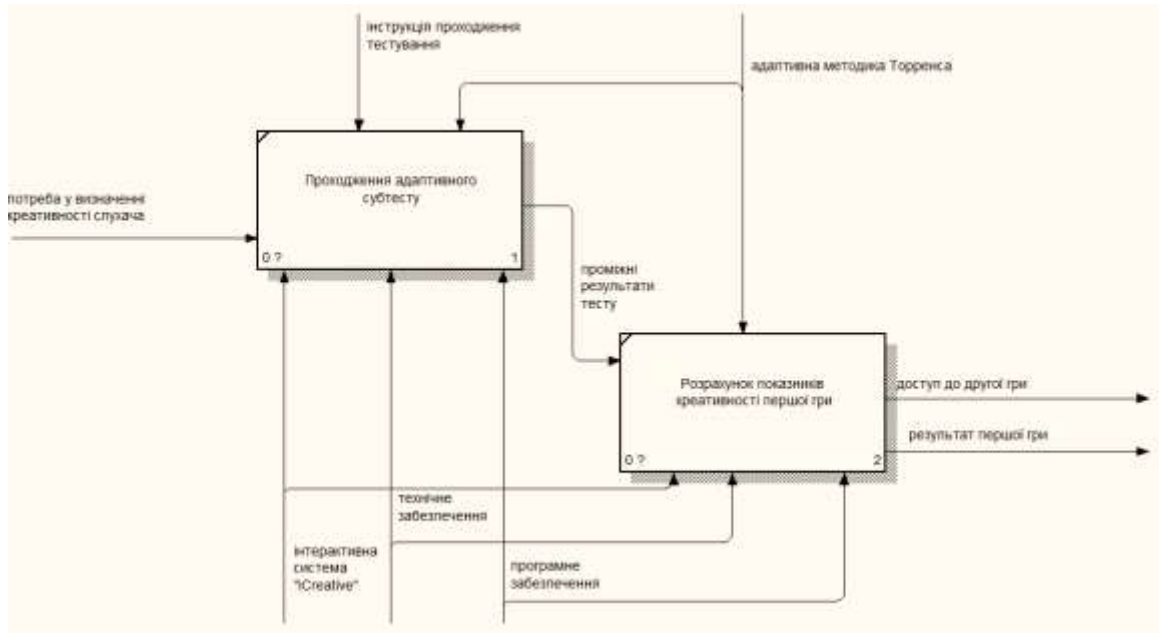 інструкція проходження
тестування
адаптивна методика Торренса
Проходження адаптивного
субтесту
потреба у визначенні
креативності слухача
0 ?
1
проміжні
результати
тесту
Розрахунок показників
креативності першої гри
доступ до другої гри
результат першої гри
0 ?
2
технічне
забезпечення
інтерактивна
система
"iCreative"
програмне
забезпечення